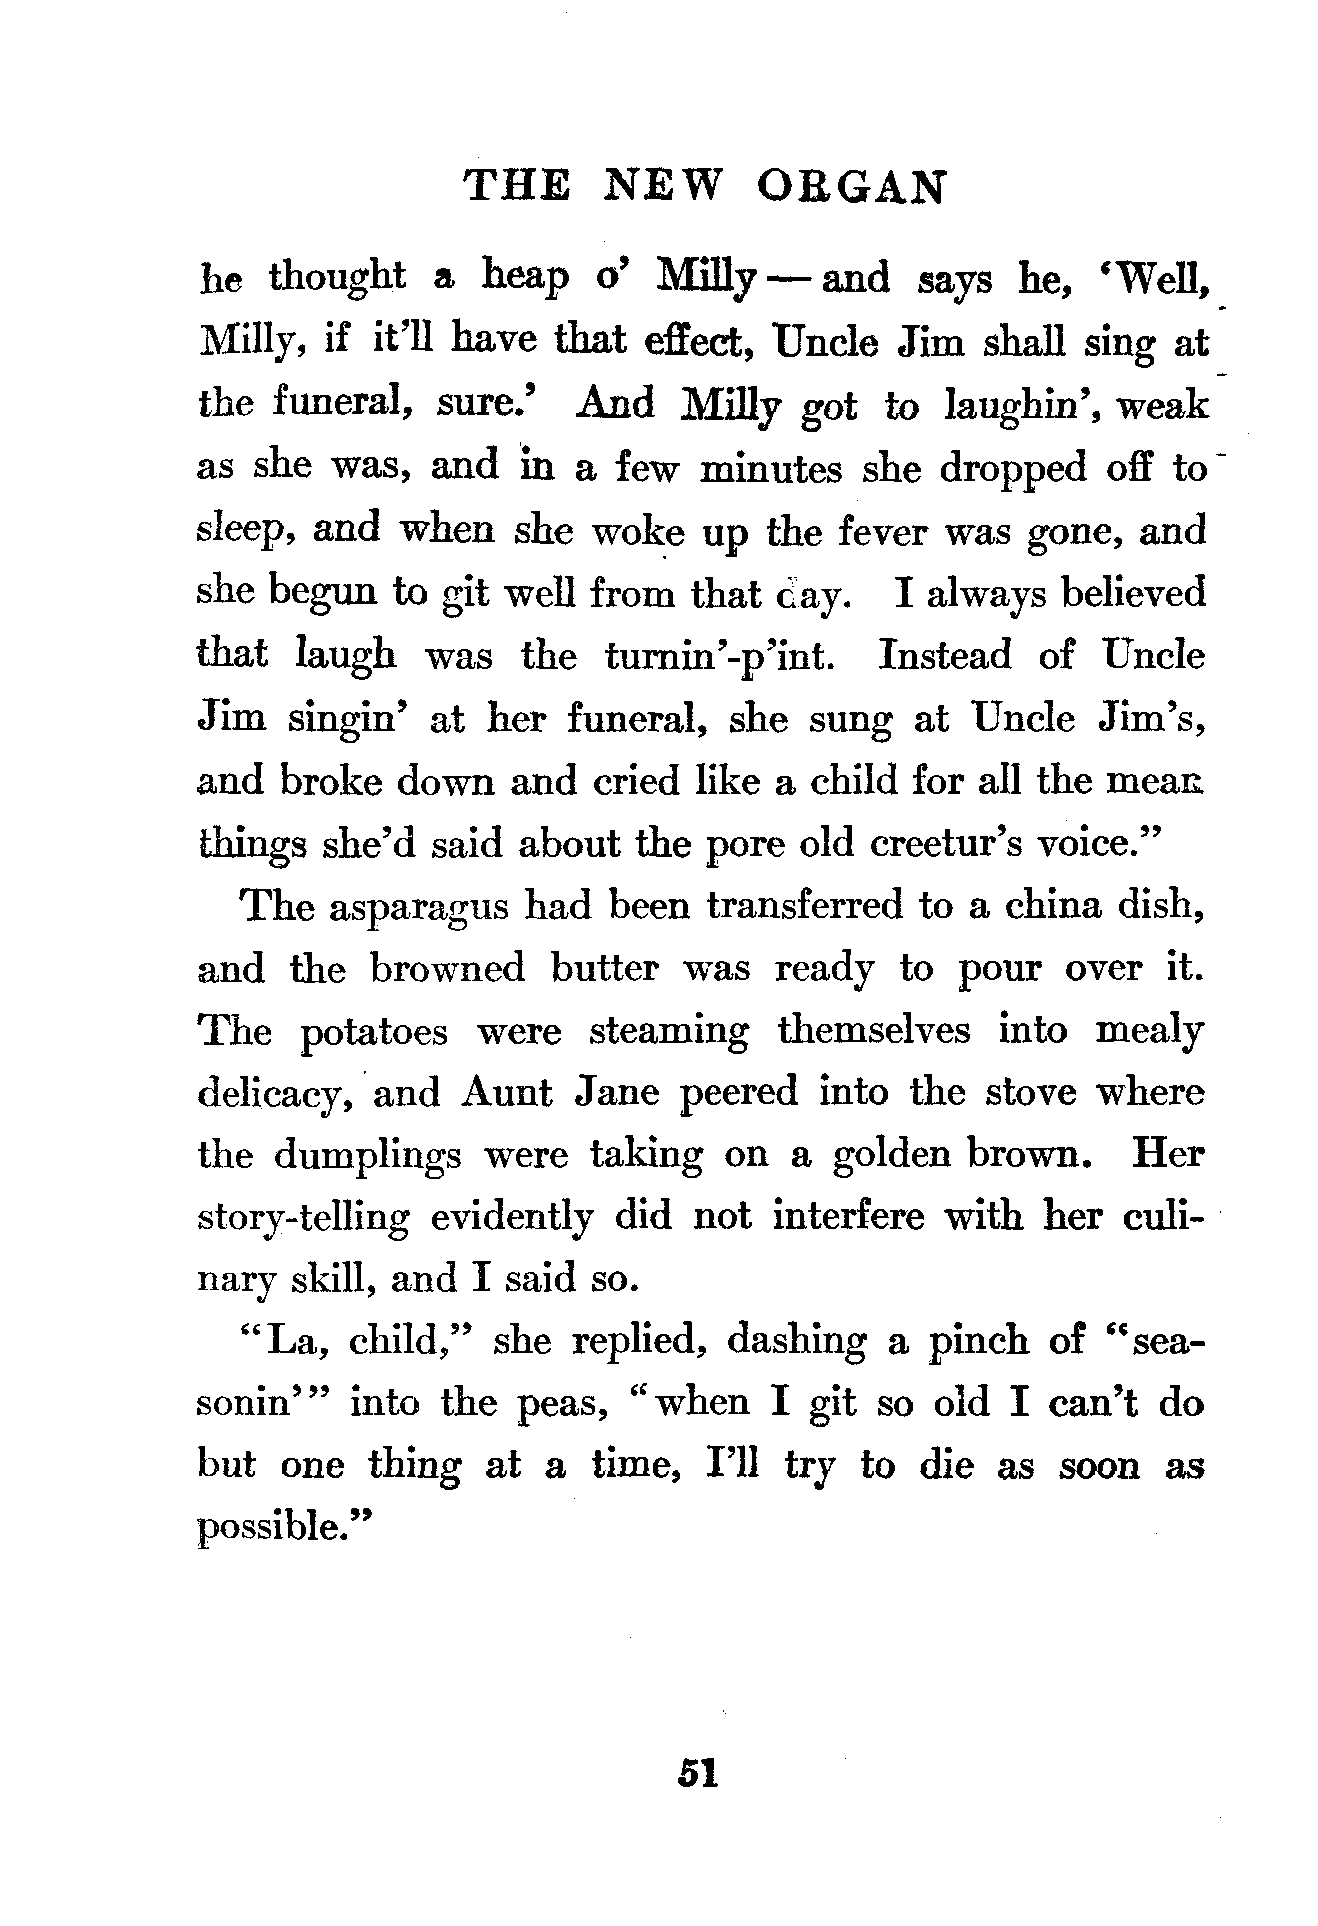 THE NEW ORGAN
he thought a heap o' Milly — and says he, 'Well,
Milly, if it'll have that effect, Uncle Jim shall sing at
the funeral, sure.' And Milly got to laughin', weak
as she was, and in a few minutes she dropped off to
sleep, and when she woke up the fever was gone, and
she begun to git well from that day. I always believed
that laugh was the turnin'-p'int. Instead of Uncle
Jim singin' at her funeral, she sung at Uncle Jim's,
and broke down and cried like a child for all the mean
things she'd said about the pore old creetur's voice."
The asparagus had been transferred to a china dish,
and the browned butter was ready to pour over it.
The potatoes were steaming themselves into mealy
delicacy, and Aunt Jane peered into the stove where
the dumplings were taking on a golden brown. Her
story-telling evidently did not interfere with her culi-
nary skill, and I said so.
"La, child," she replied, dashing a pinch of "sea-
sonin'" into the peas, "when I git so old I can't do
but one thing at a time, I'll try to die as soon as
possible."
51